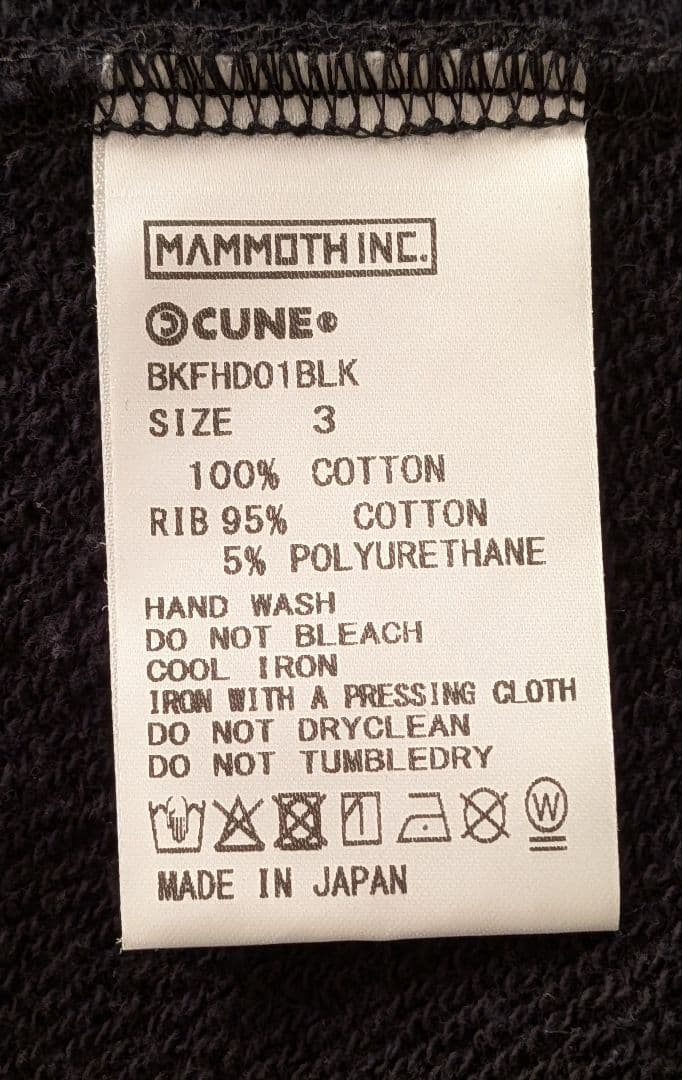 MAMMOTH INC.
CUNE®
BKFHD01BLK
SIZE 3
100% COTTON
RIB 95% COTTON
5% POLYURETHANE
HAND WASH
DO NOT BLEACH
COOL IRON
IRON WITH A PRESSING CLOTH
DO NOT DRYCLEAN
DO NOT TUMBLEDRY
W
MADE IN JAPAN